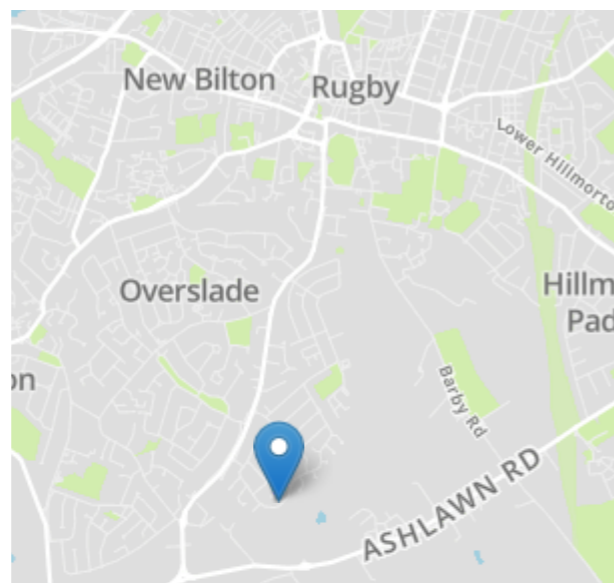 New Bilton
Rugby
Lower Hillmorto
Overslade
Hillm
Pad
on
Barby Rd
ASHLAWN RD